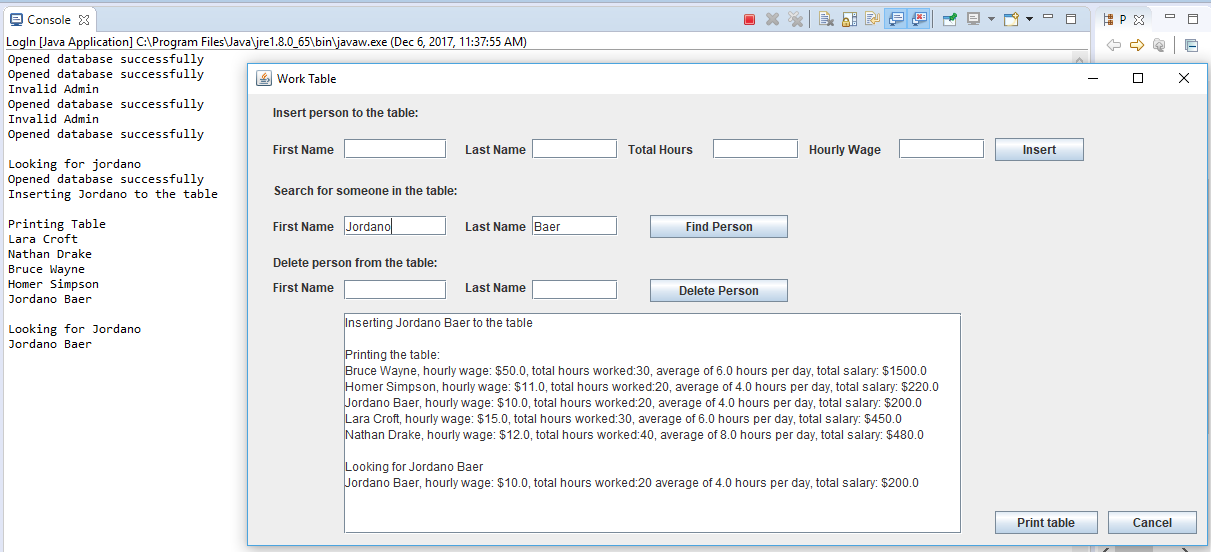 Console
P
LogIn [Java Application] C:\Program Files\Java\jre1.8.0_65\bin\javaw.exe (Dec 6, 2017, 11:37:55 AM)
Opened database successfully
Opened database successfully
Invalid Admin
Opened database successfully
Invalid Admin
Opened database successfully
Looking for jordano
Opened database successfully
Inserting Jordano to the table
Printing Table
Lara Croft
Nathan Drake
Bruce Wayne
Homer Simpson
Jordano Baer
Looking for Jordano
Jordano Baer
Work Table
Insert person to the table:
First Name Last Name Total Hours Hourly Wage Insert
Search for someone in the table:
First Name Jordano Last Name Baer Find Person
Delete person from the table:
First Name Last Name Delete Person
Inserting Jordano Baer to the table
Printing the table:
Bruce Wayne, hourly wage: $50.0, total hours worked:30, average of 6.0 hours per day, total salary: $1500.0
Homer Simpson, hourly wage: $11.0, total hours worked:20, average of 4.0 hours per day, total salary: $220.0
Jordano Baer, hourly wage: $10.0, total hours worked:20, average of 4.0 hours per day, total salary: $200.0
Lara Croft, hourly wage: $15.0, total hours worked:30, average of 6.0 hours per day, total salary: $450.0
Nathan Drake, hourly wage: $12.0, total hours worked:40, average of 8.0 hours per day, total salary: $480.0
Looking for Jordano Baer
Jordano Baer, hourly wage: $10.0, total hours worked:20 average of 4.0 hours per day, total salary: $200.0
Print table Cancel